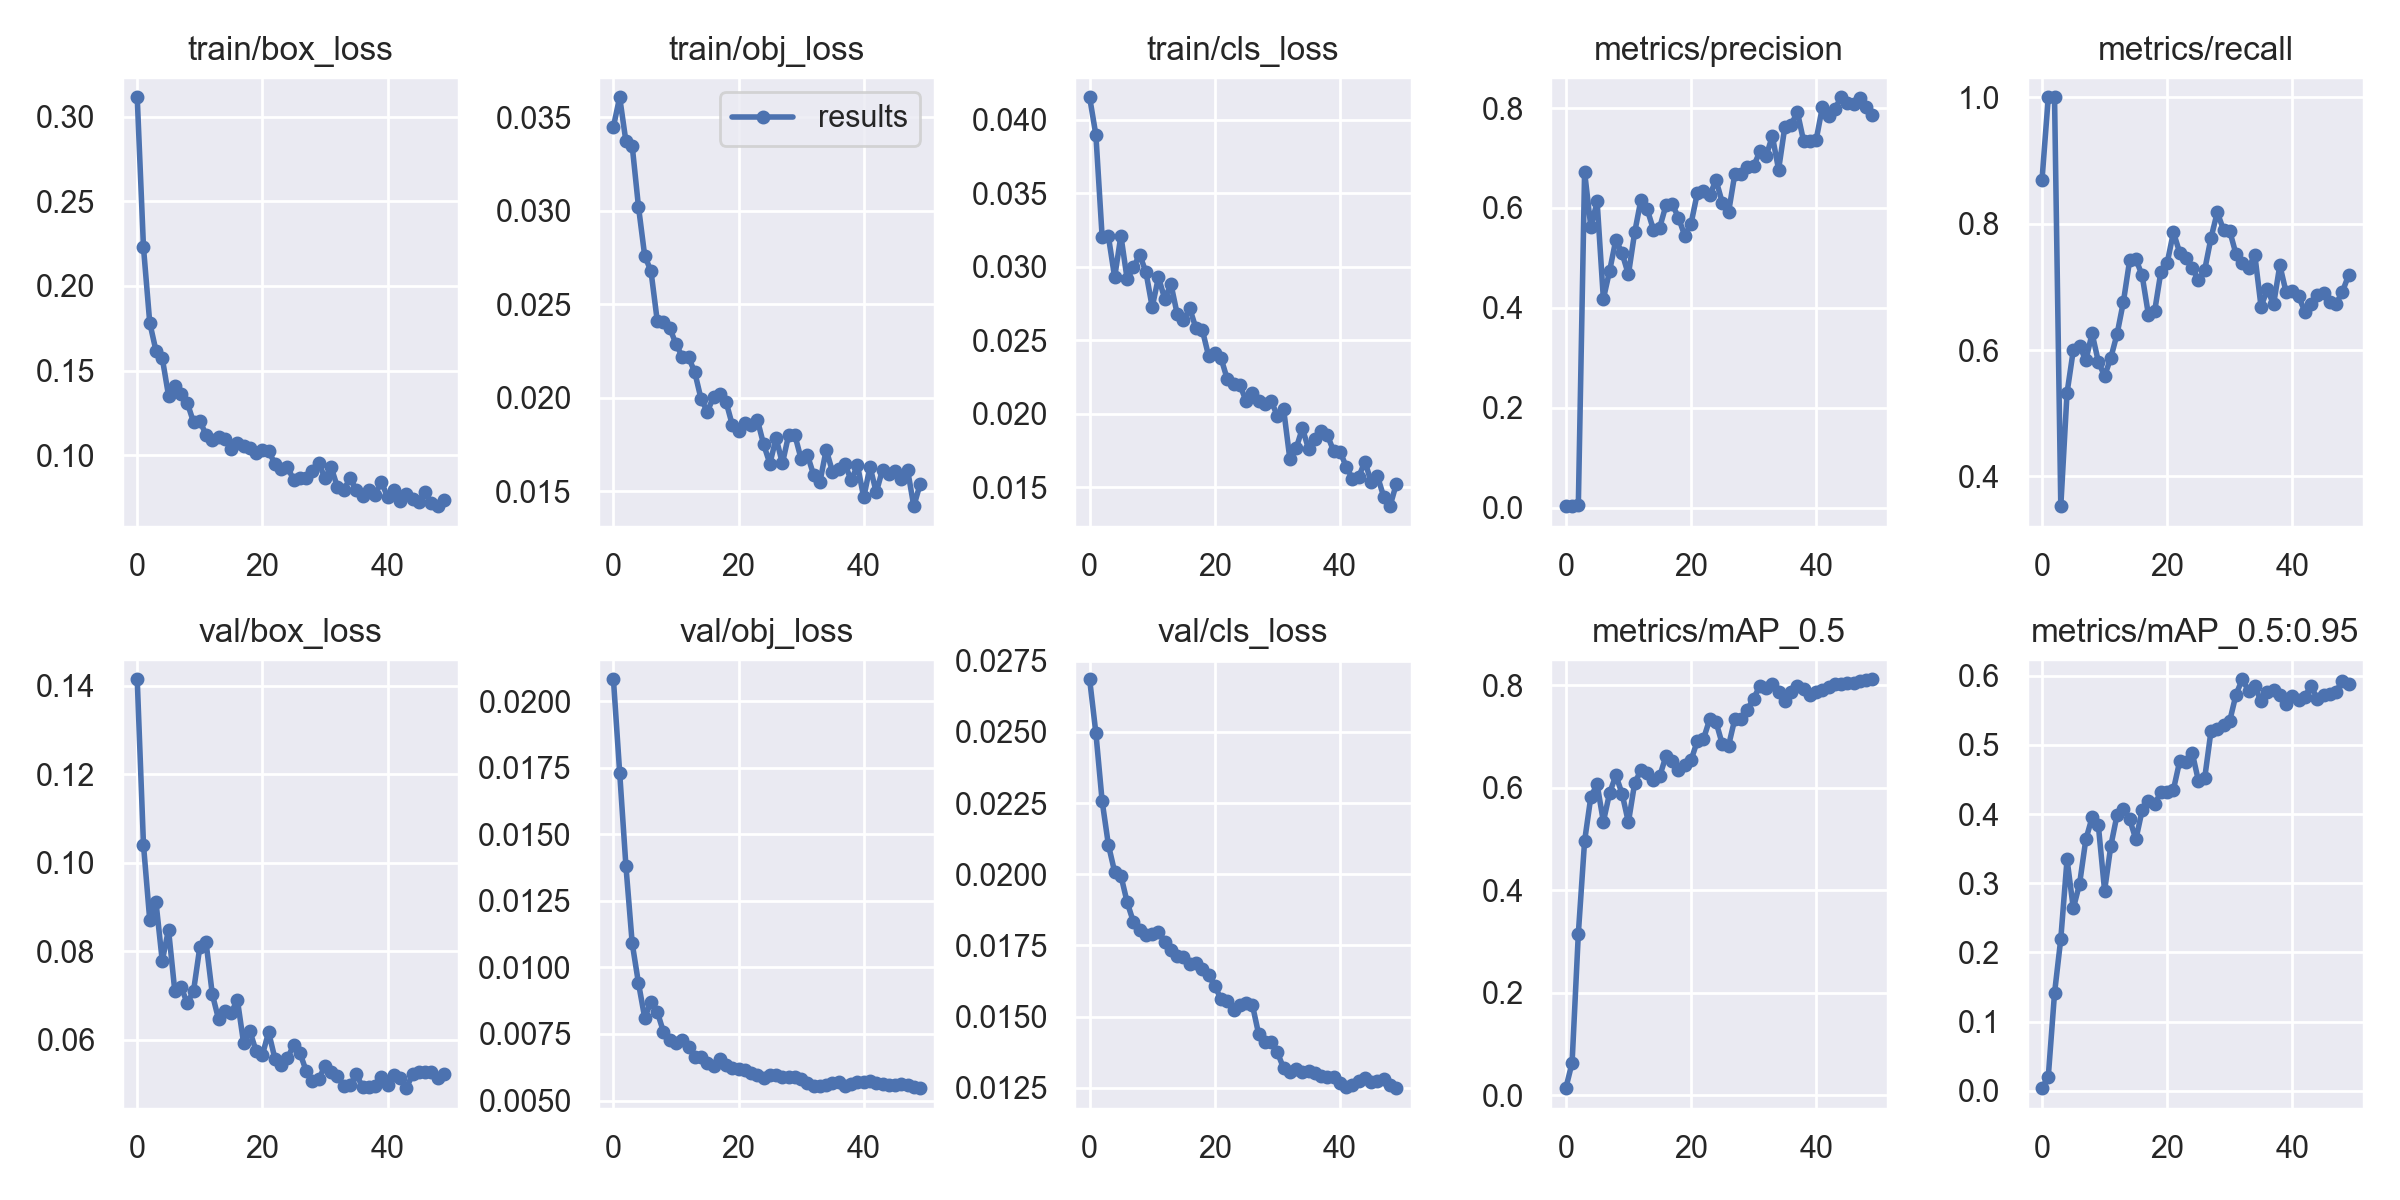 train/box_loss
0.30
0.25
0.20
0.15
0.10
0 20 40
train/obj_loss
results
0.035
0.030
0.025
0.020
0.015
0 20 40
train/cls_loss
0.040
0.035
0.030
0.025
0.020
0.015
0 20 40
metrics/precision
0.8
0.6
0.4
0.2
0.0
0 20 40
metrics/recall
1.0
0.8
0.6
0.4
0 20 40
val/box_loss
0.14
0.12
0.10
0.08
0.06
0 20 40
val/obj_loss
0.0200
0.0175
0.0150
0.0125
0.0100
0.0075
0.0050
0 20 40
val/cls_loss
0.0275
0.0250
0.0225
0.0200
0.0175
0.0150
0.0125
0 20 40
metrics/mAP_0.5
0.8
0.6
0.4
0.2
0.0
0 20 40
metrics/mAP_0.5:0.95
0.6
0.5
0.4
0.3
0.2
0.1
0.0
0 20 40